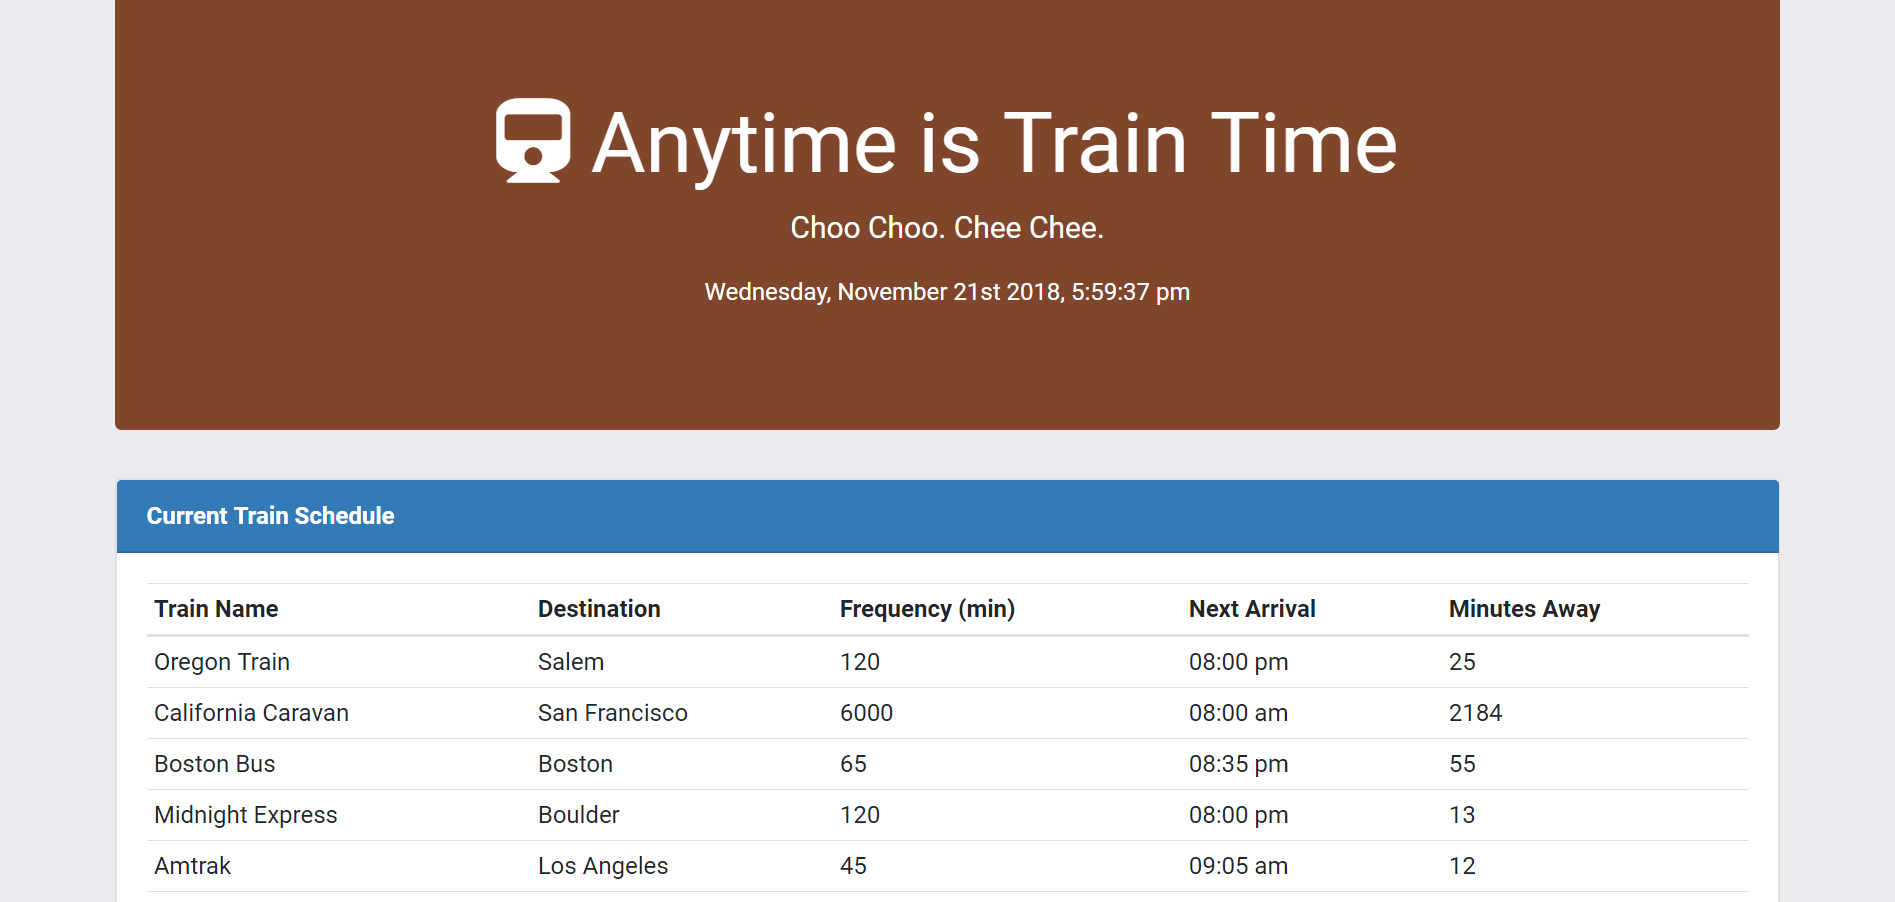 Anytime is Train Time
Choo Choo. Chee Chee.
Wednesday, November 21st 2018, 5:59:37 pm
Current Train Schedule
Train Name Destination Frequency (min) Next Arrival Minutes Away
Oregon Train Salem 120 08:00 pm 25
California Caravan San Francisco 6000 08:00 am 2184
Boston Bus Boston 65 08:35 pm 55
Midnight Express Boulder 120 08:00 pm 13
Amtrak Los Angeles 45 09:05 am 12